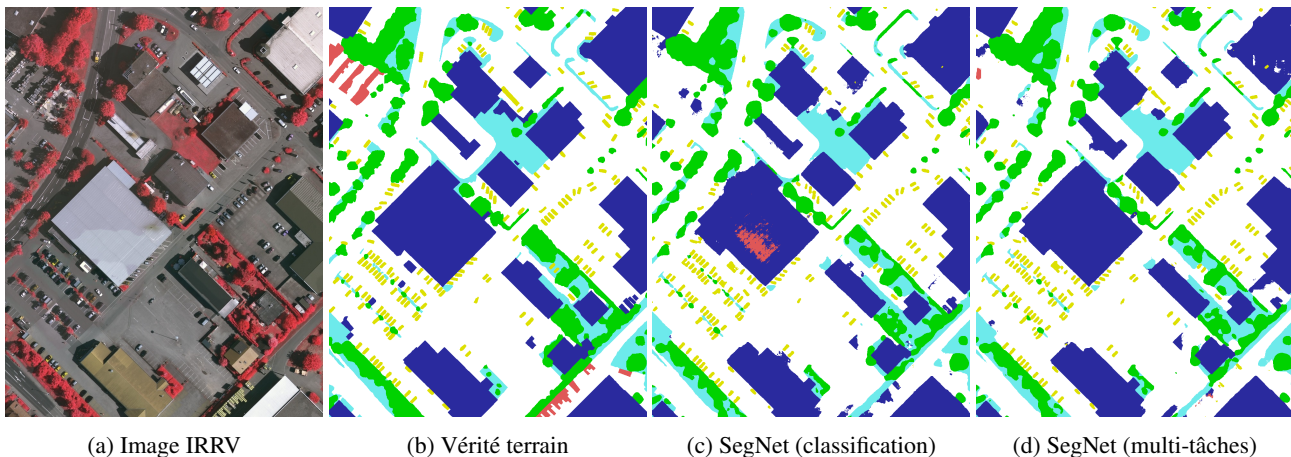 (a) Image IRRV
(b) Vérité terrain
(c) SegNet (classification)
(d) SegNet (multi-tâches)